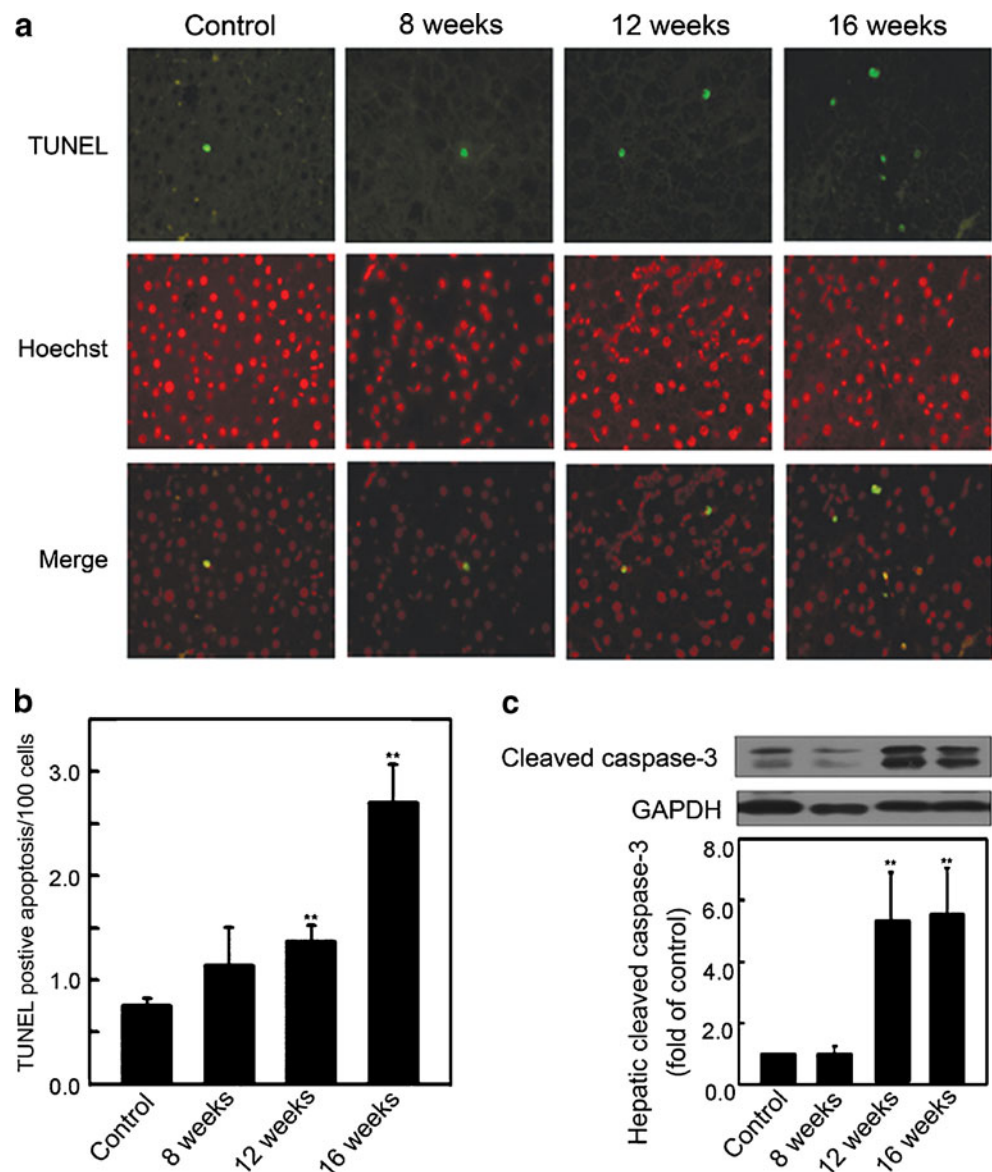 a
Control 8 weeks 12 weeks 16 weeks
TUNEL
Hoechst
Merge
b
TUNEL postive apoptosis/100 cells
3.0
2.0
1.0
0.0
**
**
Control 8 weeks 12 weeks 16 weeks
c
Cleaved caspase-3
GAPDH
Hepatic cleaved caspase-3
(fold of control)
8.0
6.0
4.0
2.0
0.0
**
**
Control 8 weeks 12 weeks 16 weeks